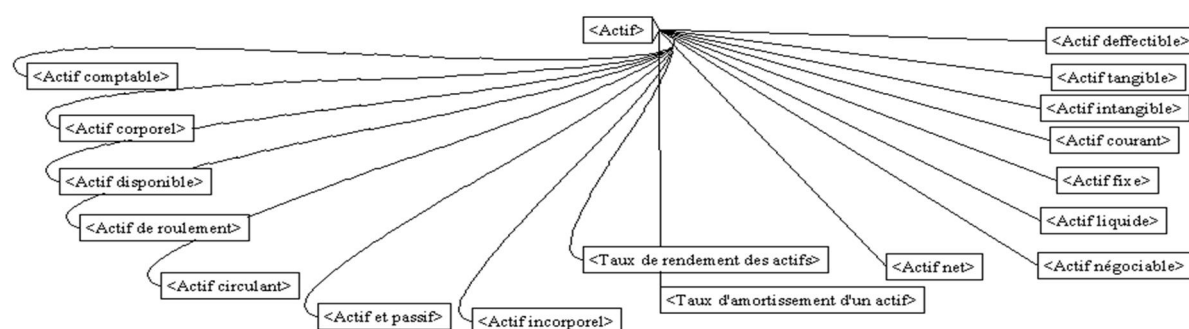 <Actif>
<Actif deffectible>
<Actif comptable>
<Actif tangible>
<Actif intangible>
<Actif corporel>
<Actif courant>
<Actif disponible>
<Actif fixe>
<Actif de roulement>
<Actif liquide>
<Taux de rendement des actifs>
<Actif net>
<Actif négociable>
<Actif circulant>
<Taux d'amortissement d'un actif>
<Actif et passif>
<Actif incorporel>